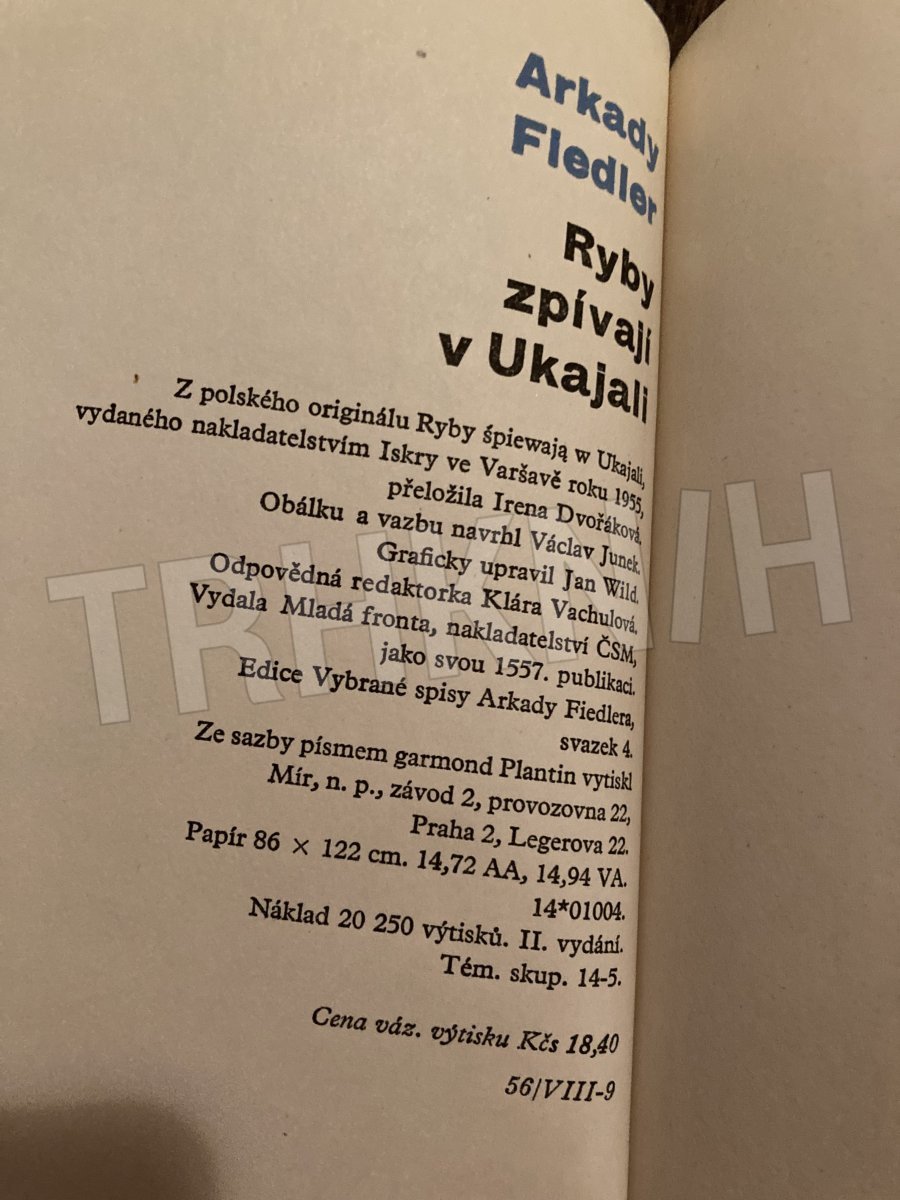 Arkady
Fiedler
Ryby
zpívají
v Ukajali
Z polského originálu Ryby śpiewają w Ukajali,
vydaného nakladatelstvím Iskry ve Varšavě roku 1955,
přeložila Irena Dvořáková.
Obálku a vazbu navrhl Václav Junek.
Graficky upravil Jan Wild.
Odpovědná redaktorka Klára Vachulová.
Vydala Mladá fronta, nakladatelství ČSM,
jako svou 1557. publikaci.
Edice Vybrané spisy Arkady Fiedlera,
svazek 4.
Ze sazby písmem garmond Plantin vytiskl
Mír, n. p., závod 2, provozovna 22,
Praha 2, Legerova 22.
Papír 86 × 122 cm. 14,72 AA, 14,94 VA.
14*01004.
Náklad 20 250 výtisků. II. vydání.
Tém. skup. 14-5.
Cena váz. výtisku Kčs 18,40
56/VIII-9
TRHKNIH